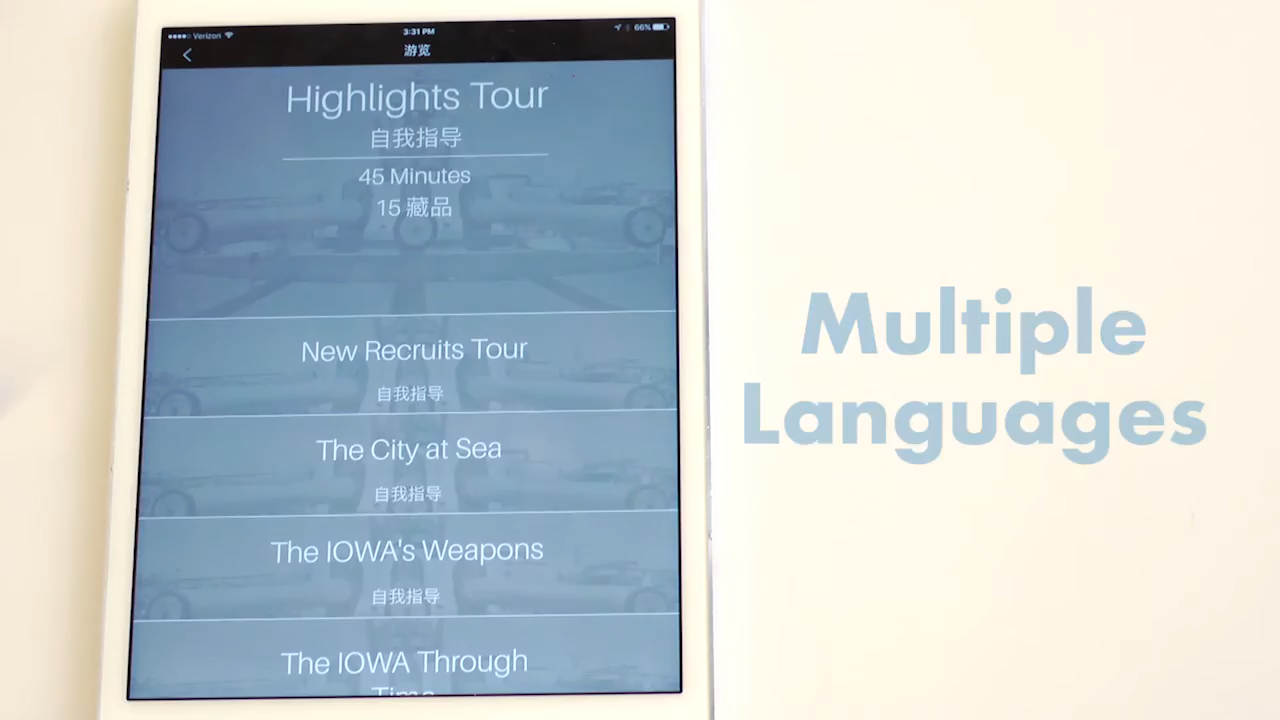 Verizon
3:31 PM
66%
游览
Highlights Tour
自我指导
45 Minutes
15 藏品
New Recruits Tour
自我指导
The City at Sea
自我指导
The IOWA's Weapons
自我指导
The IOWA Through
Time
Multiple
Languages